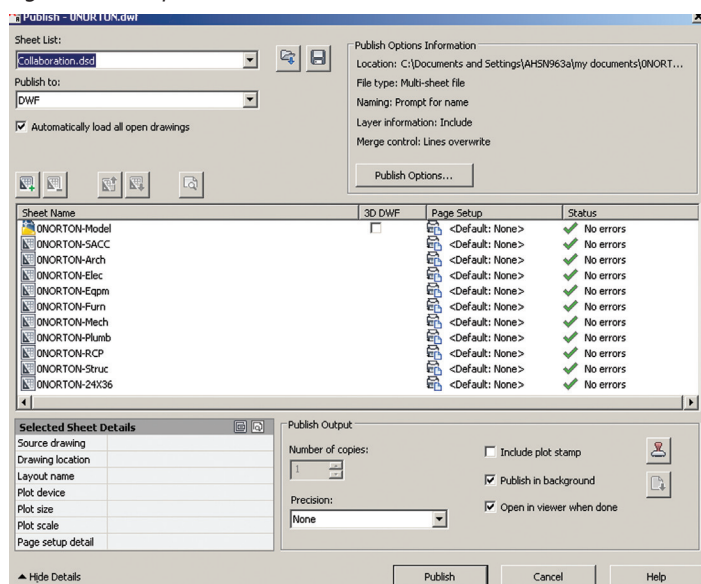 Publish - 0NORTON.dwf
Sheet List:
Collaboration.dsd
Publish to:
DWF
Automatically load all open drawings
Publish Options Information
Location: C:\Documents and Settings\AHSN963a\my documents\0NORT...
File type: Multi-sheet file
Naming: Prompt for name
Layer information: Include
Merge control: Lines overwrite
Publish Options...
Sheet Name 3D DWF Page Setup Status
0NORTON-Model <Default: None> No errors
0NORTON-SACC <Default: None> No errors
0NORTON-Arch <Default: None> No errors
0NORTON-Elec <Default: None> No errors
0NORTON-Eqpm <Default: None> No errors
0NORTON-Furn <Default: None> No errors
0NORTON-Mech <Default: None> No errors
0NORTON-Plumb <Default: None> No errors
0NORTON-RCP <Default: None> No errors
0NORTON-Struc <Default: None> No errors
0NORTON-24X36 <Default: None> No errors
Selected Sheet Details
Source drawing
Drawing location
Layout name
Plot device
Plot size
Plot scale
Page setup detail
Publish Output
Number of copies:
1
Precision:
None
Include plot stamp
Publish in background
Open in viewer when done
Hide Details
Publish
Cancel
Help